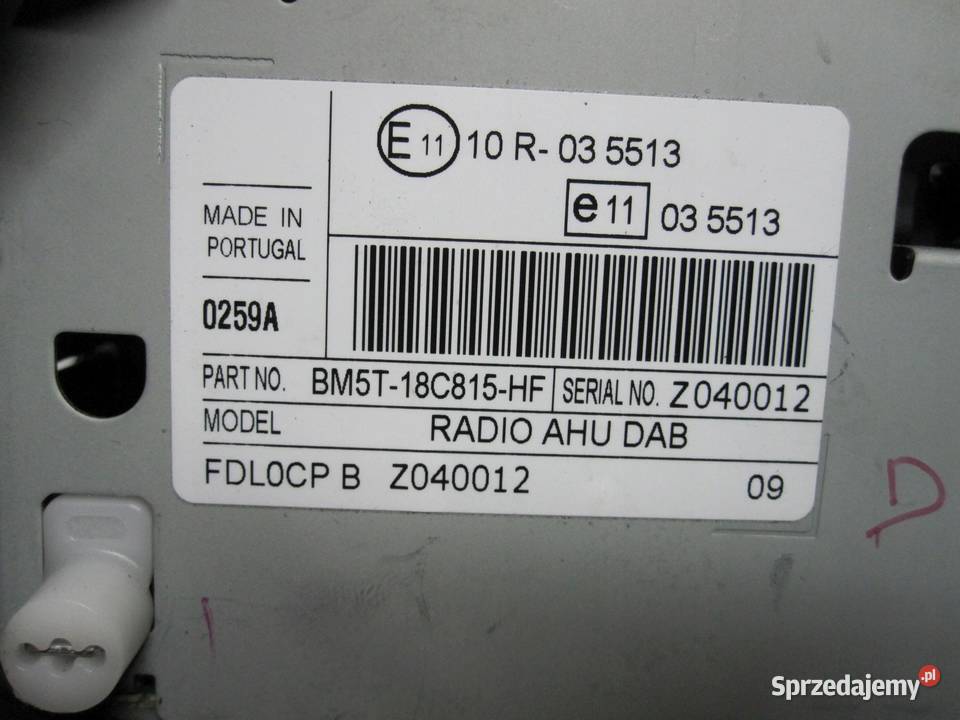 E 11 10 R- 03 5513
e 11 03 5513
MADE IN
PORTUGAL
0259A
PART NO. BM5T-18C815-HF SERIAL NO. Z040012
MODEL RADIO AHU DAB
FDL0CP B Z040012 09
D
Sprzedajemy.pl